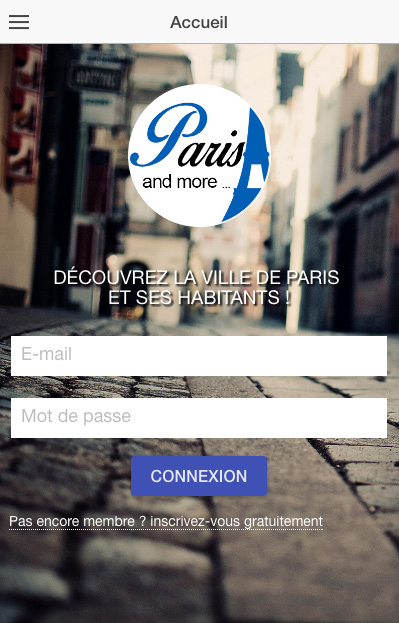 Accueil
Paris
and more ...
DÉCOUVREZ LA VILLE DE PARIS
ET SES HABITANTS !
E-mail
Mot de passe
CONNEXION
Pas encore membre ? inscrivez-vous gratuitement